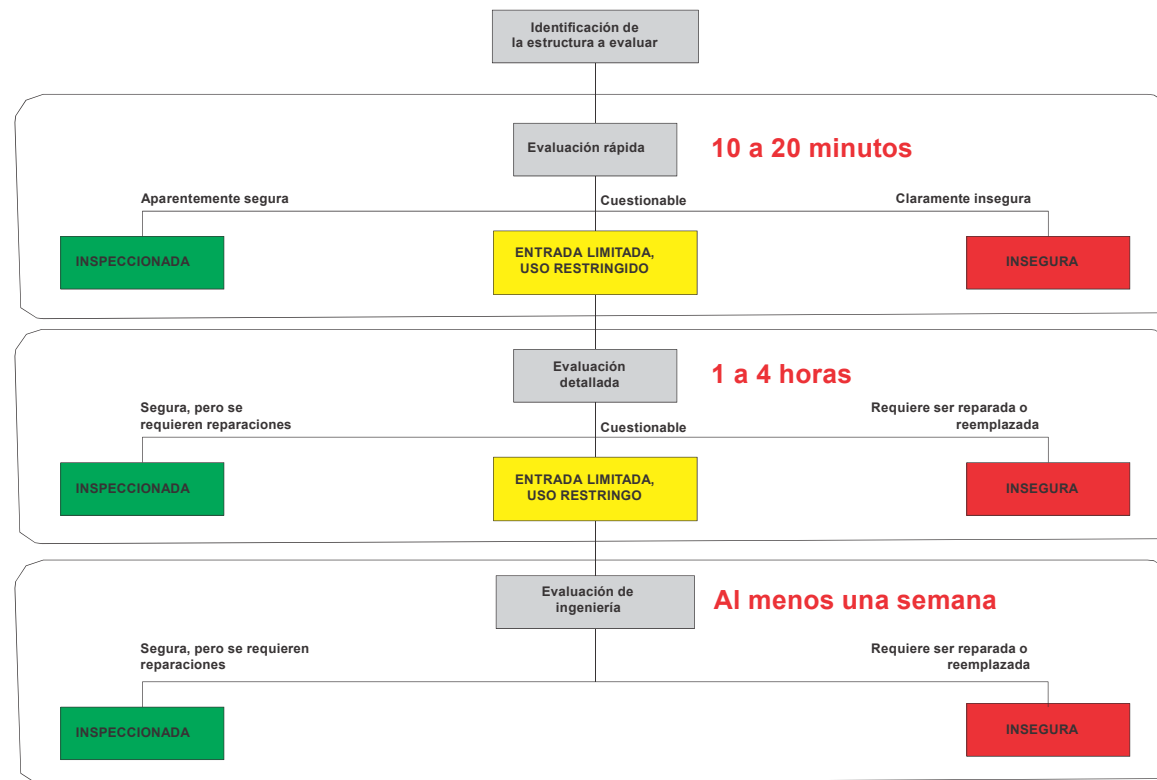 Identificación de
la estructura a evaluar
Evaluación rápida
10 a 20 minutos
Aparentemente segura
Cuestionable
Claramente insegura
INSPECCIONADA
ENTRADA LIMITADA,
USO RESTRINGIDO
INSEGURA
Evaluación
detallada
1 a 4 horas
Segura, pero se
requieren reparaciones
Cuestionable
Requiere ser reparada o
reemplazada
INSPECCIONADA
ENTRADA LIMITADA,
USO RESTRINGO
INSEGURA
Evaluación de
ingeniería
Al menos una semana
Segura, pero se requieren
reparaciones
Requiere ser reparada o
reemplazada
INSPECCIONADA
INSEGURA